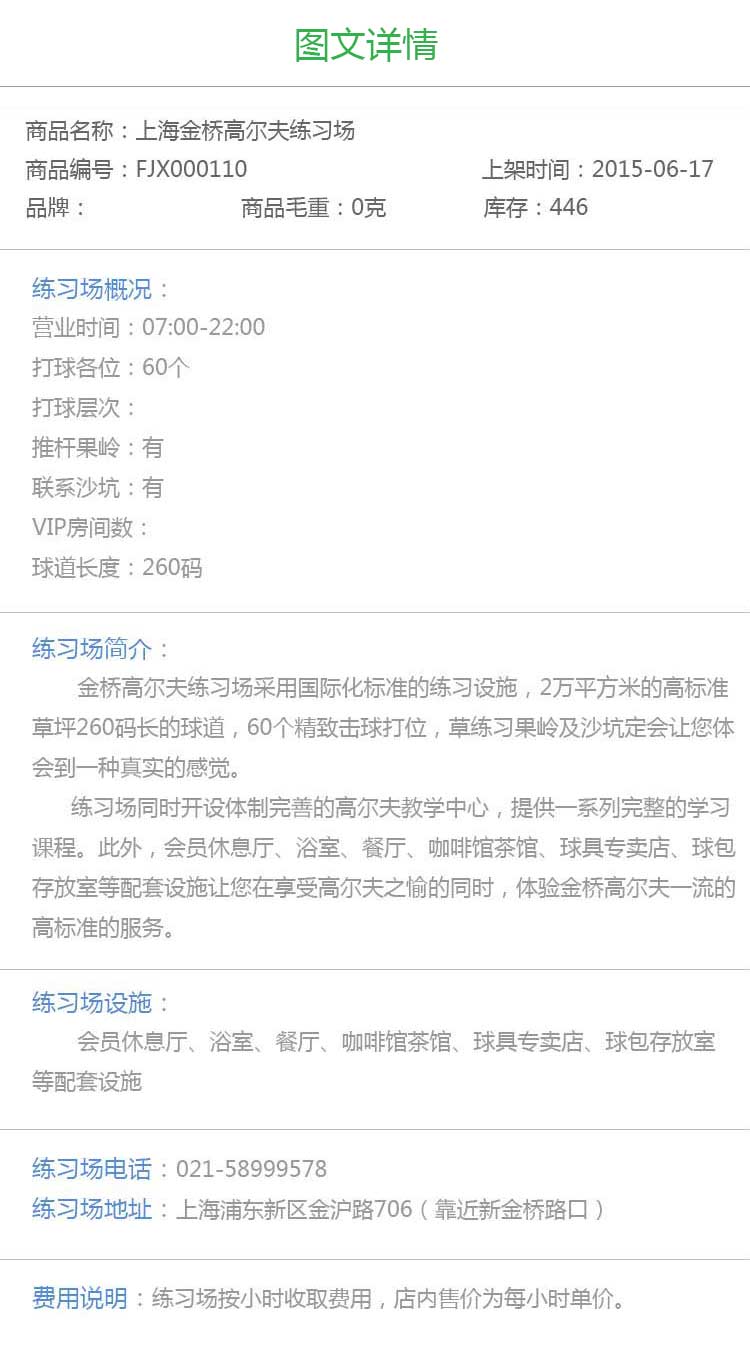 图文详情
商品名称：上海金桥高尔夫练习场
商品编号：FJX000110 上架时间：2015-06-17
品牌： 商品毛重：0克 库存：446
练习场概况：
营业时间：07:00-22:00
打球各位：60个
打球层次：
推杆果岭：有
联系沙坑：有
VIP房间数：
球道长度：260码
练习场简介：
金桥高尔夫练习场采用国际化标准的练习设施，2万平方米的高标准
草坪260码长的球道，60个精致击球打位，草练习果岭及沙坑定会让您体
会到一种真实的感觉。
练习场同时开设体制完善的高尔夫教学中心，提供一系列完整的学习
课程。此外，会员休息厅、浴室、餐厅、咖啡馆茶馆、球具专卖店、球包
存放室等配套设施让您在享受高尔夫之愉的同时，体验金桥高尔夫一流的
高标准的服务。
练习场设施：
会员休息厅、浴室、餐厅、咖啡馆茶馆、球具专卖店、球包存放室
等配套设施
练习场电话：021-58999578
练习场地址：上海浦东新区金沪路706（靠近新金桥路口）
费用说明：练习场按小时收取费用，店内售价为每小时单价。